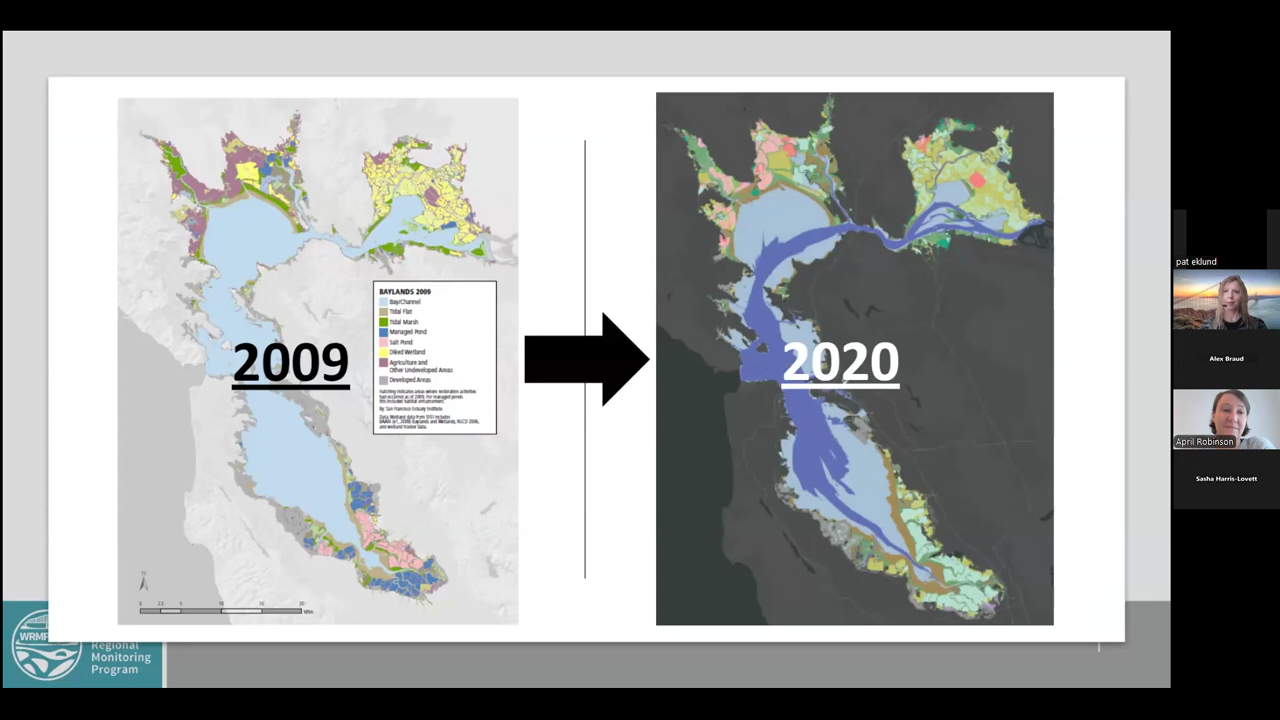 2009
BAYLANDS 2009
Bay/Channel
Tidal Flat
Tidal Marsh
Managed Pond
Salt Pond
Diked Wetland
Agriculture and
Other Undeveloped Areas
Developed Areas
By: San Francisco Estuary Institute
2020
WRMP
Regional
Monitoring
Program
pat eklund
Alex Braud
April Robinson
Sasha Harris-Lovett